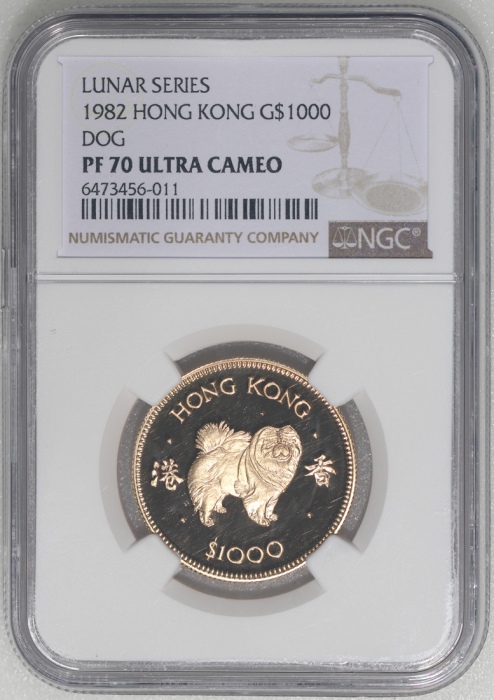 LUNAR SERIES
1982 HONG KONG G$1000
DOG
PF 70 ULTRA CAMEO
6473456-011
NUMISMATIC GUARANTY COMPANY
NGC®
HONG KONG
港 香
$1000